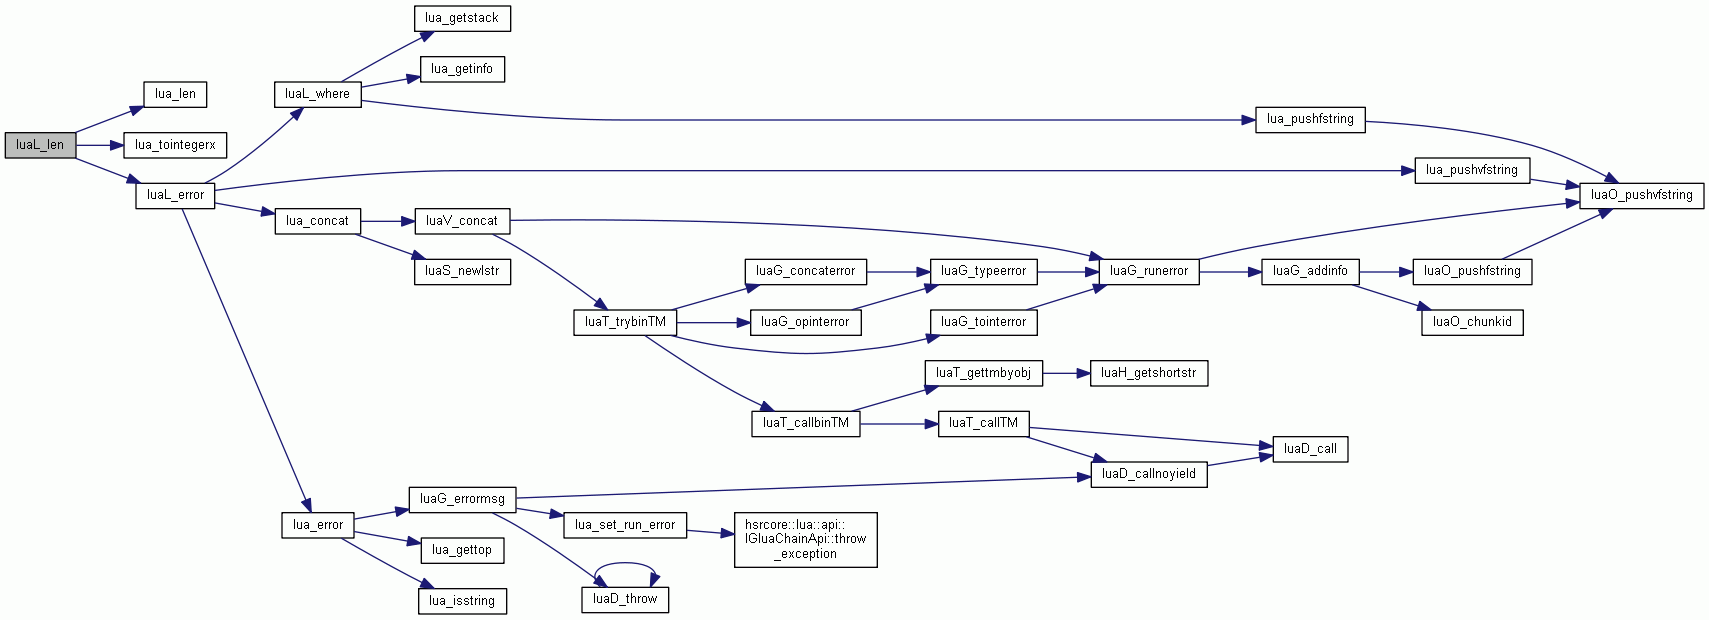 lua_getstack
lua_getinfo
lua_len
luaL_where
lua_pushfstring
luaL_len
lua_tointegerx
lua_pushvfstring
luaL_error
luaO_pushvfstring
lua_concat
luaV_concat
luaS_newlstr
luaG_concaterror
luaG_typeerror
luaG_runerror
luaG_addinfo
luaO_pushfstring
luaT_trybinTM
luaG_opinterror
luaG_tointerror
luaO_chunkid
luaT_gettmbyobj
luaH_getshortstr
luaT_callbinTM
luaT_callTM
luaD_call
luaD_callnoyield
luaG_errormsg
lua_error
lua_set_run_error
hsrcore::lua::api::
IGluaChainApi::throw
_exception
lua_gettop
lua_isstring
luaD_throw